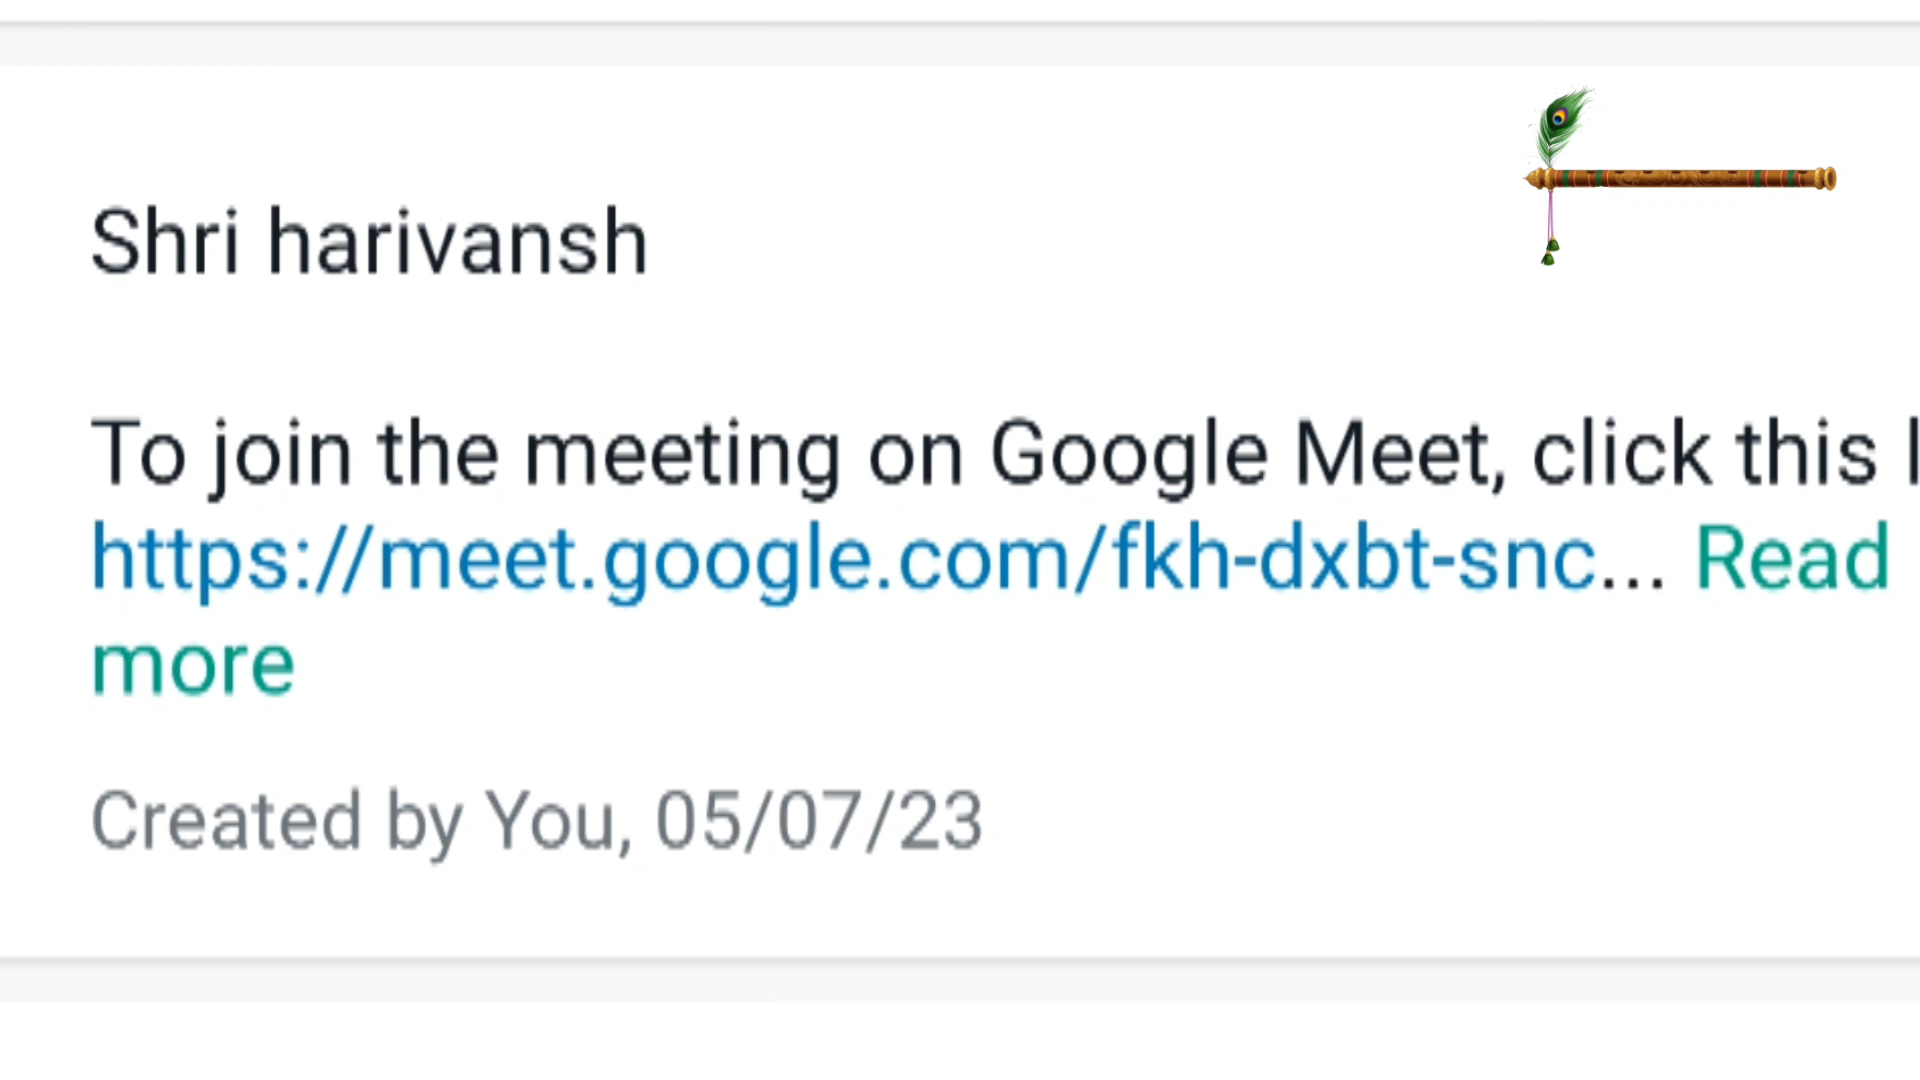 Shri harivansh
To join the meeting on Google Meet, click this
https://meet.google.com/fkh-dxbt-snc... Read
more
Created by You, 05/07/23